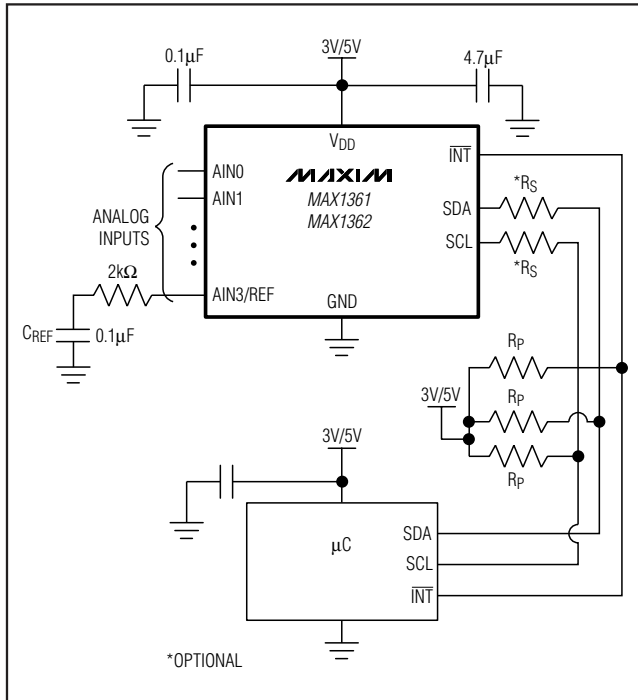 0.1µF
3V/5V
4.7µF
VDD
AIN0
AIN1
ANALOG
INPUTS
MAXIM
MAX1361
MAX1362
INT
SDA
SCL
*RS
*RS
2kΩ
AIN3/REF
GND
CREF
0.1µF
RP
3V/5V
RP
RP
3V/5V
µC
SDA
SCL
INT
*OPTIONAL